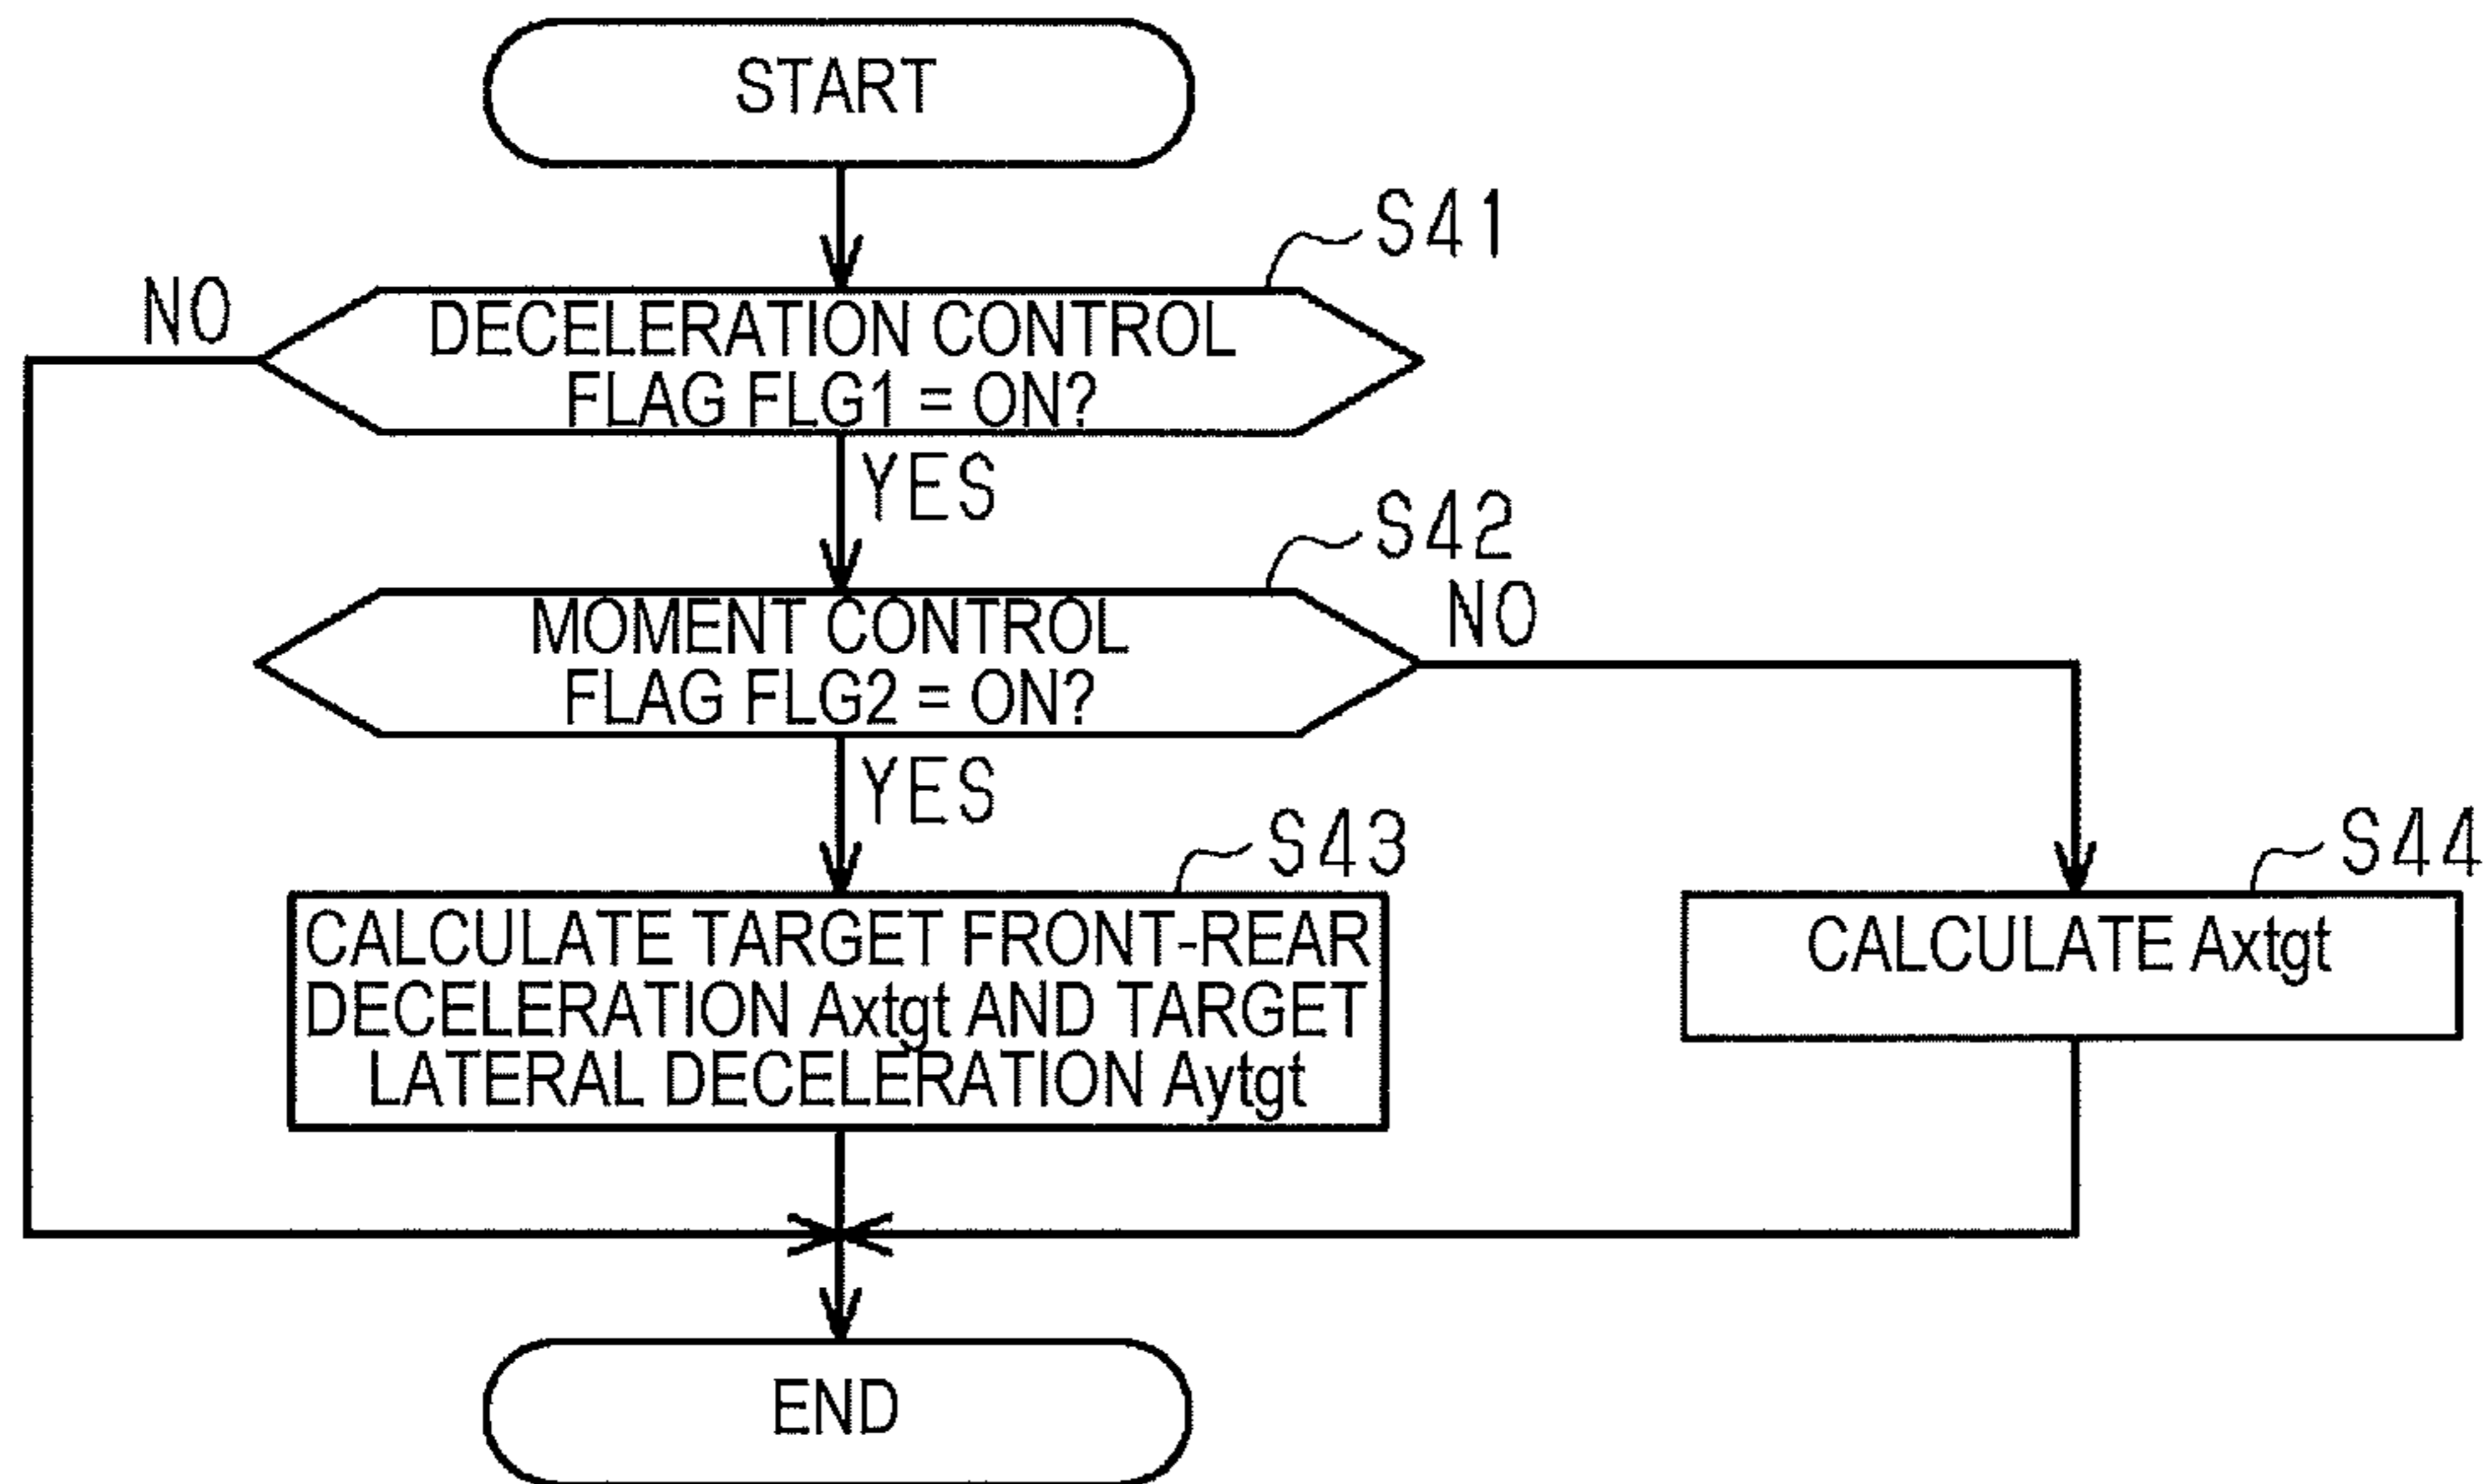 START
S41
NO
DECELERATION CONTROL
FLAG FLG1 = ON?
YES
S42
NO
MOMENT CONTROL
FLAG FLG2 = ON?
YES
S43
S44
CALCULATE TARGET FRONT-REAR
DECELERATION Axtgt AND TARGET
LATERAL DECELERATION Aytgt
CALCULATE Axtgt
END